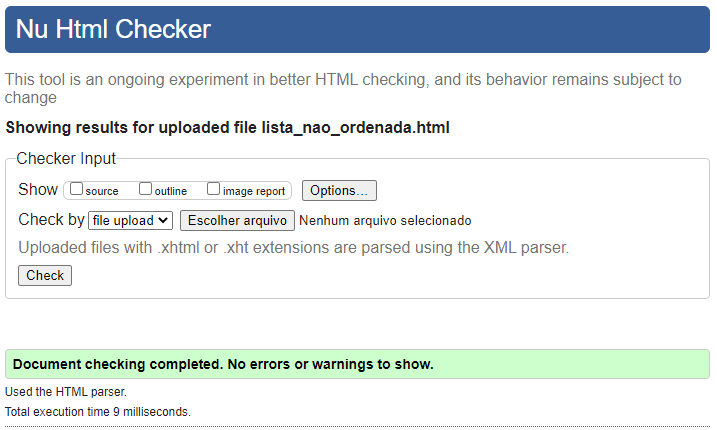 Nu Html Checker
This tool is an ongoing experiment in better HTML checking, and its behavior remains subject to
change
Showing results for uploaded file lista_nao_ordenada.html
Checker Input
Show source outline image report Options...
Check by file upload Escolher arquivo Nenhum arquivo selecionado
Uploaded files with .xhtml or .xht extensions are parsed using the XML parser.
Check
Document checking completed. No errors or warnings to show.
Used the HTML parser.
Total execution time 9 milliseconds.